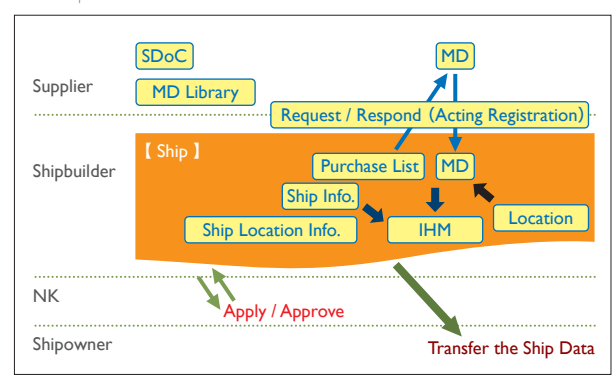 SDoC
MD
Supplier
MD Library
Request / Respond (Acting Registration)
【 Ship 】
Shipbuilder
Purchase List
MD
Ship Info.
Location
Ship Location Info.
IHM
NK
Apply / Approve
Shipowner
Transfer the Ship Data